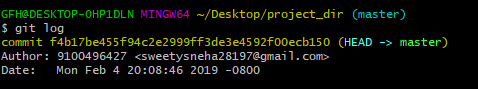 GFH@DESKTOP-OHP1DLN MINGW64 ~/Desktop/project_dir (master)
$ git log
commit f4b17be455f94c2e2999ff3de3e4592f00ecb150 (HEAD -> master)
Author: 9100496427 <sweetysneha28197@gmail.com>
Date:   Mon Feb 4 20:08:46 2019 -0800